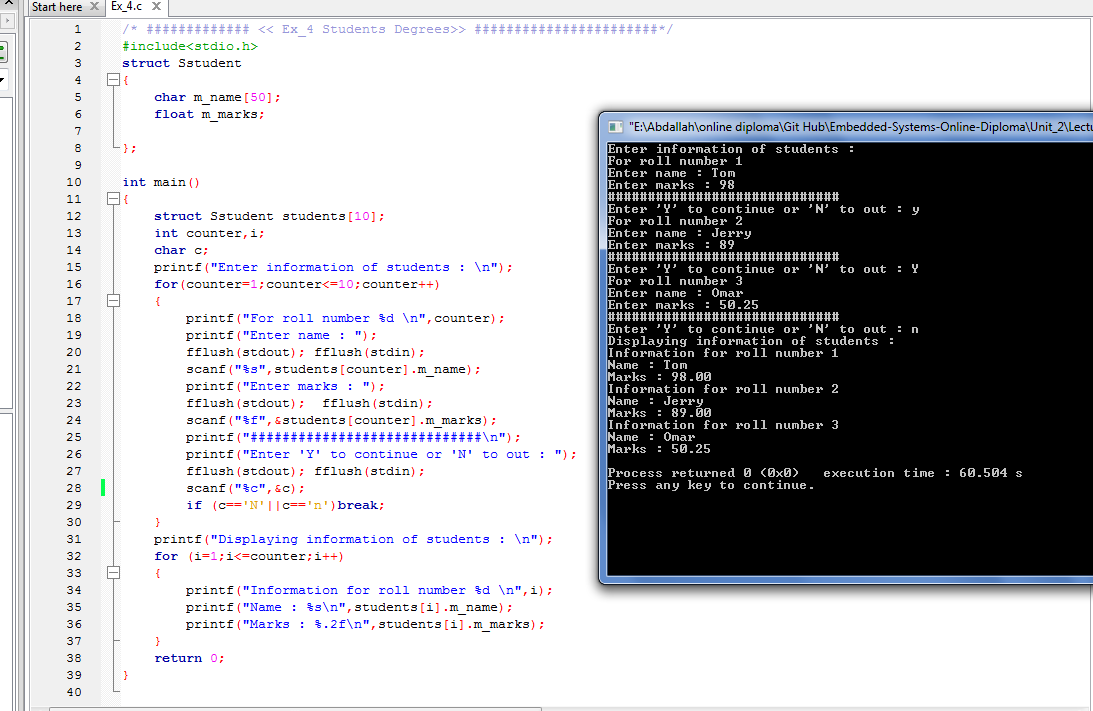 Start here
Ex_4.c
1 /* ############# << Ex_4 Students Degrees>> #######################*/
2 #include<stdio.h>
3 struct Sstudent
4 {
5 char m_name[50];
6 float m_marks;
7
8 };
9
10 int main()
11 {
12 struct Sstudent students[10];
13 int counter,i;
14 char c;
15 printf("Enter information of students : \n");
16 for(counter=1;counter<=10;counter++)
17 {
18 printf("For roll number %d \n",counter);
19 printf("Enter name : ");
20 fflush(stdout); fflush(stdin);
21 scanf("%s",students[counter].m_name);
22 printf("Enter marks : ");
23 fflush(stdout);  fflush(stdin);
24 scanf("%f",&students[counter].m_marks);
25 printf("#############################\n");
26 printf("Enter 'Y' to continue or 'N' to out : ");
27 fflush(stdout); fflush(stdin);
28 scanf("%c",&c);
29 if (c=='N'||c=='n')break;
30 }
31 printf("Displaying information of students : \n");
32 for (i=1;i<=counter;i++)
33 {
34 printf("Information for roll number %d \n",i);
35 printf("Name : %s\n",students[i].m_name);
36 printf("Marks : %.2f\n",students[i].m_marks);
37 }
38 return 0;
39 }
40
"E:\Abdallah\online diploma\Git Hub\Embedded-Systems-Online-Diploma\Unit_2\Lectu
Enter information of students :
For roll number 1
Enter name : Tom
Enter marks : 98
#############################
Enter 'Y' to continue or 'N' to out : y
For roll number 2
Enter name : Jerry
Enter marks : 89
#############################
Enter 'Y' to continue or 'N' to out : Y
For roll number 3
Enter name : Omar
Enter marks : 50.25
#############################
Enter 'Y' to continue or 'N' to out : n
Displaying information of students :
Information for roll number 1
Name : Tom
Marks : 98.00
Information for roll number 2
Name : Jerry
Marks : 89.00
Information for roll number 3
Name : Omar
Marks : 50.25

Process returned 0 (0x0)   execution time : 60.504 s
Press any key to continue.